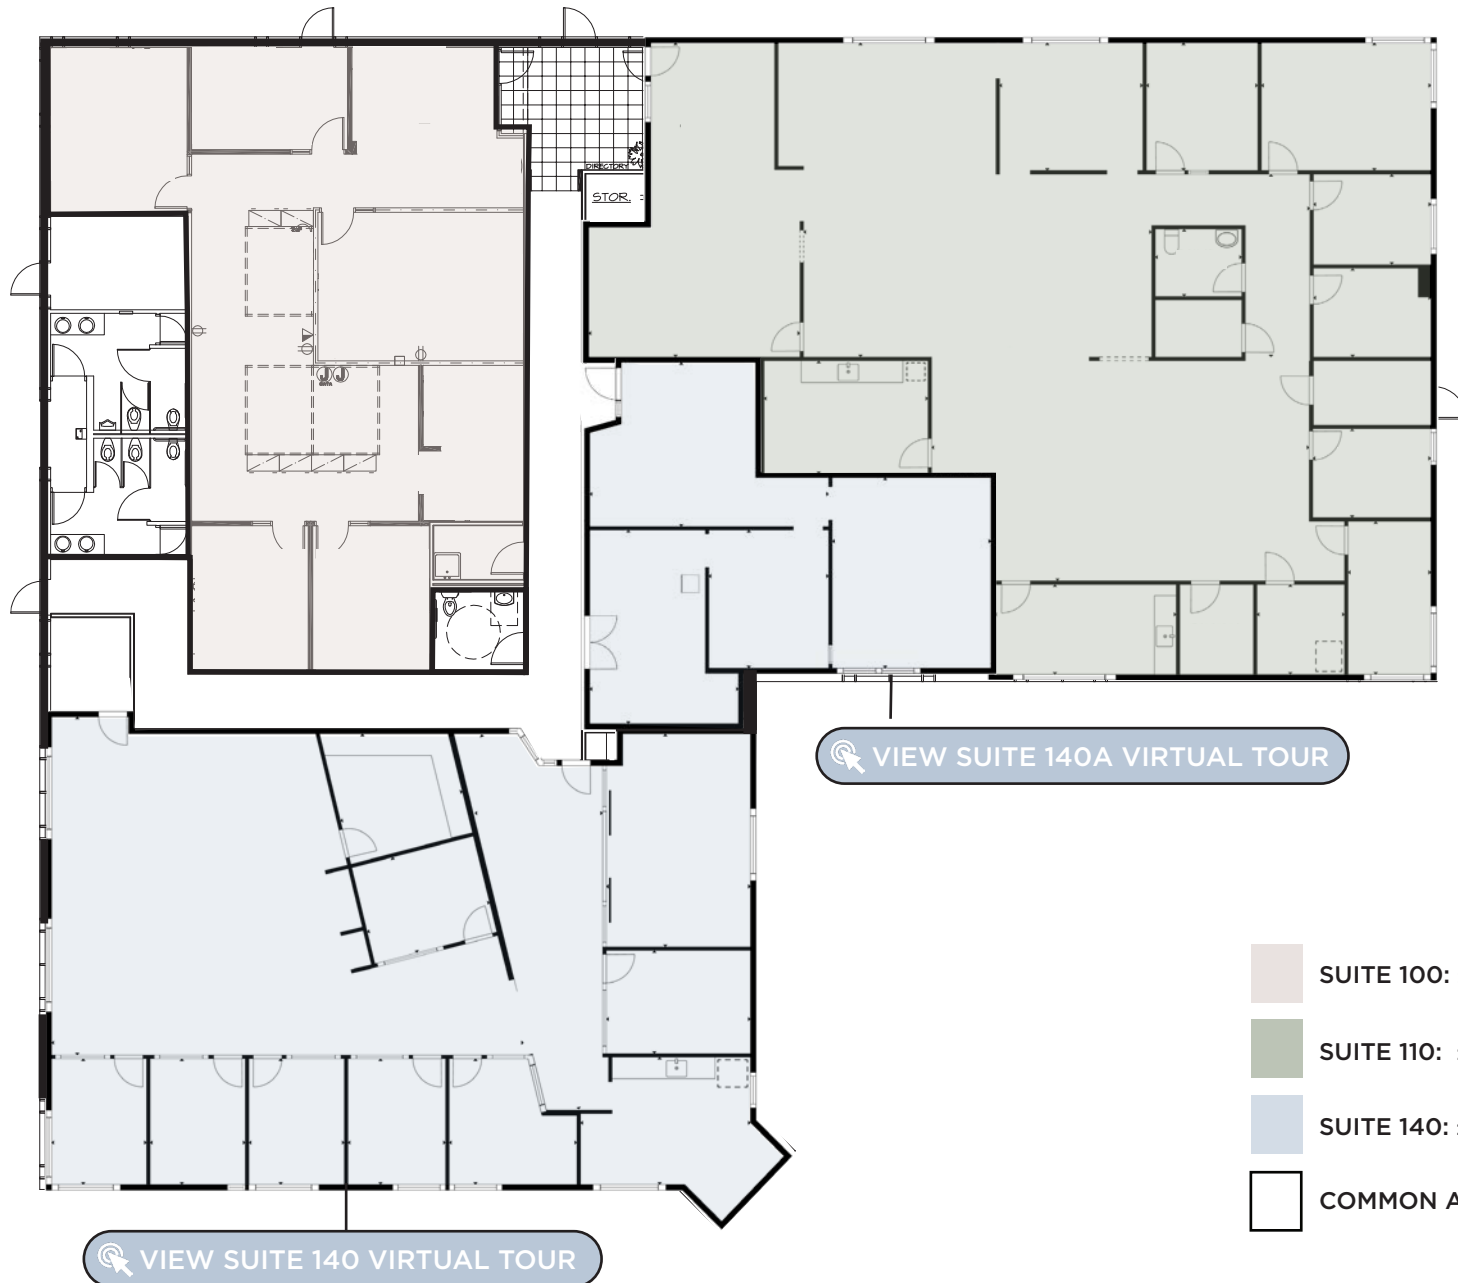 DIRECTORY
STOR.
J J
VIEW SUITE 140A VIRTUAL TOUR
SUITE 100:
SUITE 110:
SUITE 140:
COMMON A
VIEW SUITE 140 VIRTUAL TOUR